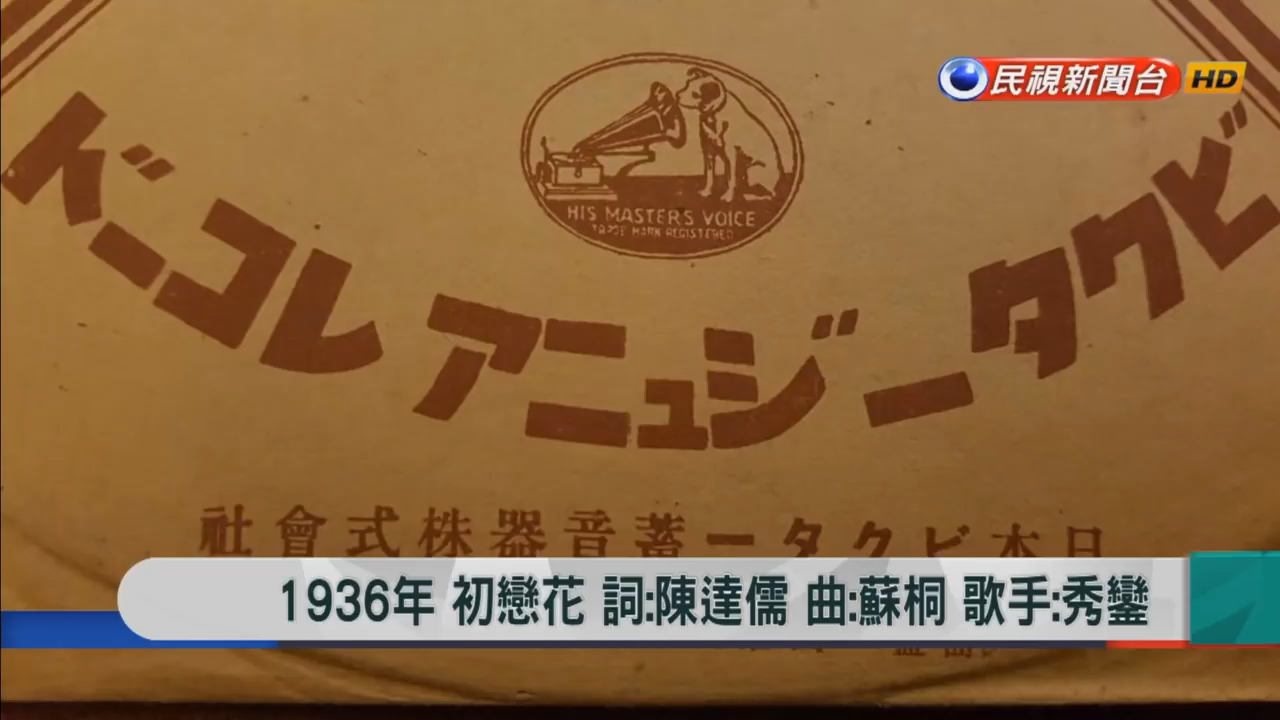 民視新聞台 HD
HIS MASTER'S VOICE
TRADE MARK REGISTERED
ビクター ジュニア レコード
日本ビクター蓄音器株式會社
1936年 初戀花 詞:陳達儒 曲:蘇桐 歌手:秀鑾